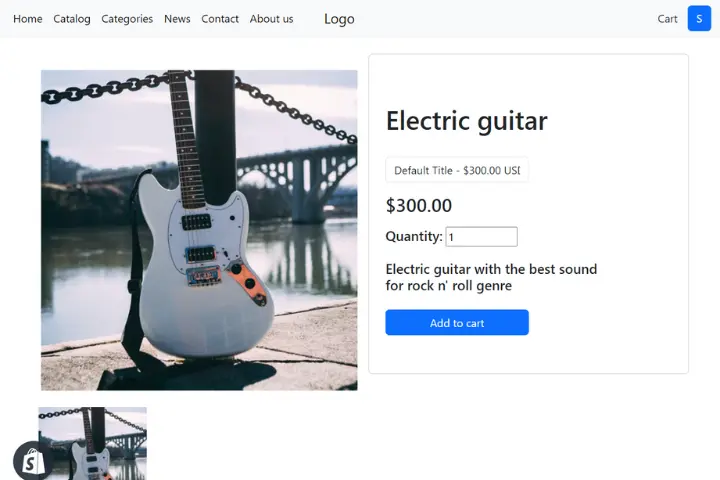 Home Catalog Categories News Contact About us Logo Cart S
Electric guitar
Default Title - $300.00 USD
$300.00
Quantity: 1
Electric guitar with the best sound
for rock n' roll genre
Add to cart
S